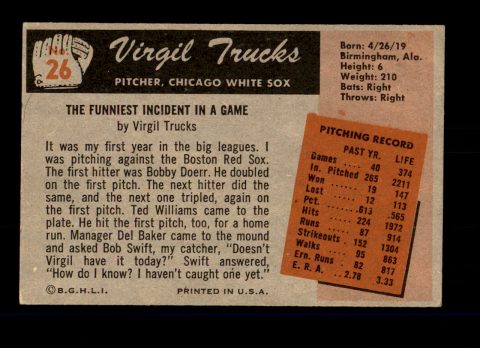 No. 26
Virgil Trucks
PITCHER, CHICAGO WHITE SOX
Born: 4/26/19
Birmingham, Ala.
Height: 6
Weight: 210
Bats: Right
Throws: Right
THE FUNNIEST INCIDENT IN A GAME
by Virgil Trucks
It was my first year in the big leagues. I
was pitching against the Boston Red Sox.
The first hitter was Bobby Doerr. He doubled
on the first pitch. The next hitter did the
same, and the next one tripled, again on
the first pitch. Ted Williams came to the
plate. He hit the first pitch, too, for a home
run. Manager Del Baker came to the mound
and asked Bob Swift, my catcher, "Doesn't
Virgil have it today?" Swift answered,
"How do I know? I haven't caught one yet."
PITCHING RECORD
PAST YR. LIFE
Games .... 40 374
In. Pitched 265 2211
Won ...... 19 147
Lost ..... 12 113
Pct. ..... .613 .565
Hits ..... 224 1972
Runs ..... 87 914
Strikeouts 152 1304
Walks .... 95 863
Ern. Runs 82 817
E. R. A. .. 2.78 3.33
©B.G.H.L.I. PRINTED IN U.S.A.